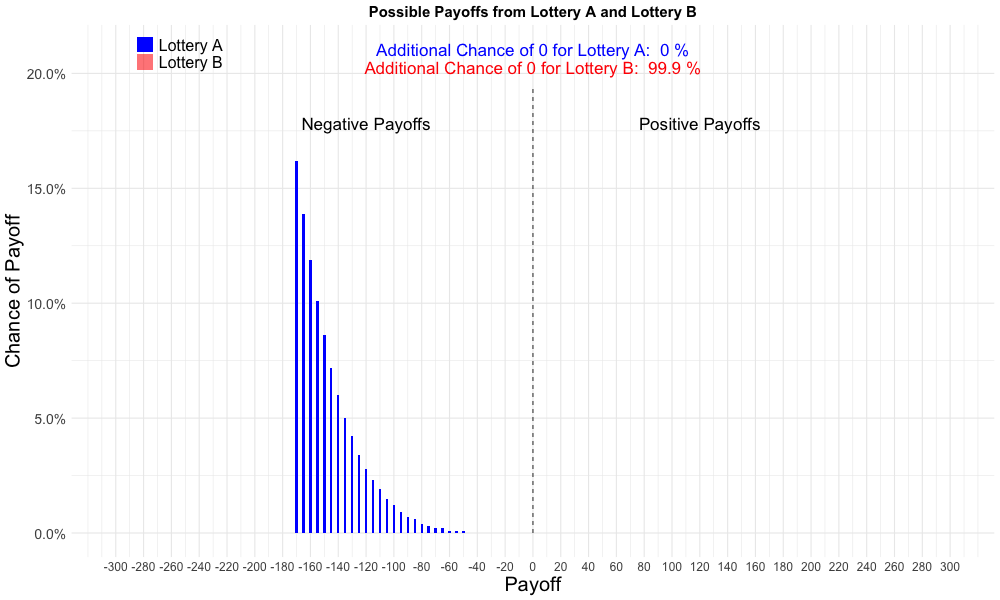 Possible Payoffs from Lottery A and Lottery B
Lottery A
Lottery B
Additional Chance of 0 for Lottery A:  0 %
Additional Chance of 0 for Lottery B:  99.9 %
Negative Payoffs
Positive Payoffs
Chance of Payoff
20.0%
15.0%
10.0%
5.0%
0.0%
-300 -280 -260 -240 -220 -200 -180 -160 -140 -120 -100 -80 -60 -40 -20 0 20 40 60 80 100 120 140 160 180 200 220 240 260 280 300
Payoff